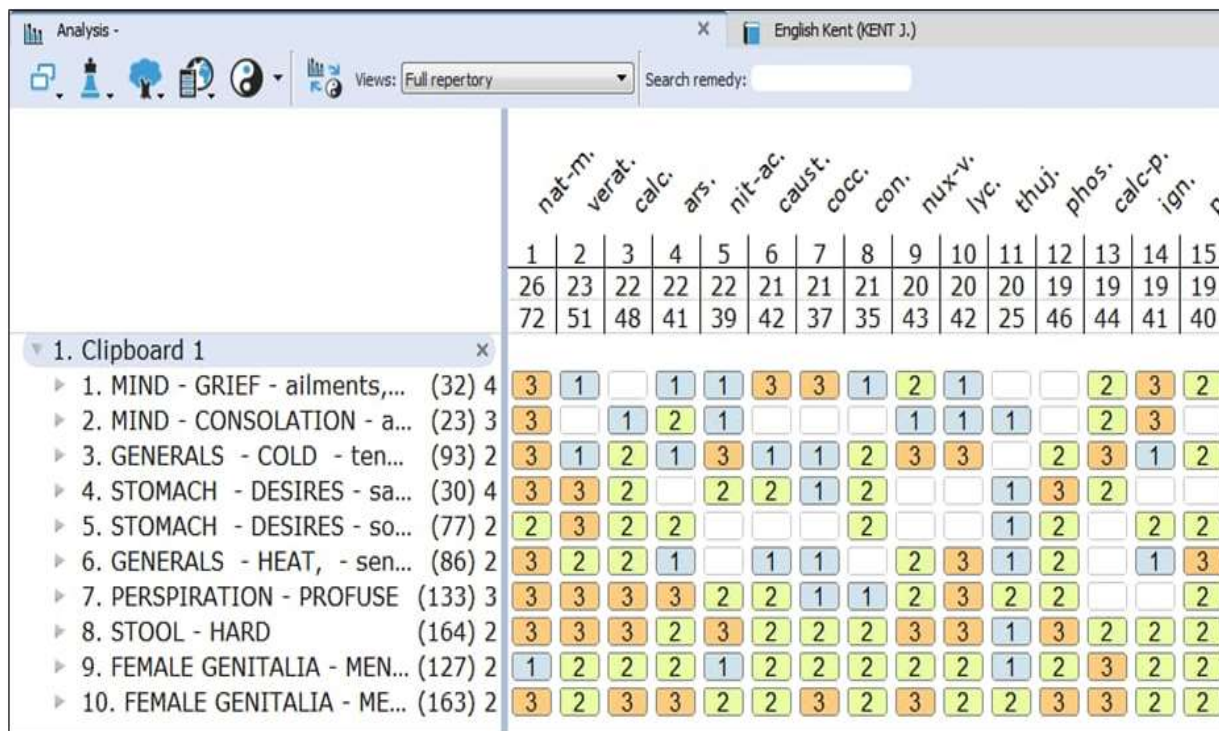 Analysis - X English Kent (KENT J.)
Views: Full repertory Search remedy:
nat-m. verat. calc. ars. nit-ac. caust. cocc. con. nux-v. lyc. thuj. phos. calc-p. ign.
1 2 3 4 5 6 7 8 9 10 11 12 13 14 15
26 23 22 22 22 21 21 21 20 20 20 19 19 19 19
72 51 48 41 39 42 37 35 43 42 25 46 44 41 40
1. Clipboard 1 x
1. MIND - GRIEF - ailments,... (32) 4 3 1 1 1 3 3 1 2 1 2 3 2
2. MIND - CONSOLATION - a... (23) 3 3 1 2 1 1 1 1 2 3
3. GENERALS - COLD - ten... (93) 2 3 1 2 1 3 1 1 2 3 3 2 3 1 2
4. STOMACH - DESIRES - sa... (30) 4 3 3 2 2 2 1 2 1 3 2
5. STOMACH - DESIRES - so... (77) 2 2 3 2 2 2 1 2 2 2
6. GENERALS - HEAT, - sen... (86) 2 3 2 2 1 1 1 2 3 1 2 1 3
7. PERSPIRATION - PROFUSE (133) 3 3 3 3 3 2 2 1 1 2 3 2 2 2
8. STOOL - HARD (164) 2 3 3 3 2 3 2 2 2 3 3 1 3 2 2 2
9. FEMALE GENITALIA - MEN... (127) 2 1 2 2 2 1 2 2 2 2 2 1 2 3 2 2
10. FEMALE GENITALIA - ME... (163) 2 3 2 3 3 2 2 3 2 3 2 2 3 3 2 2